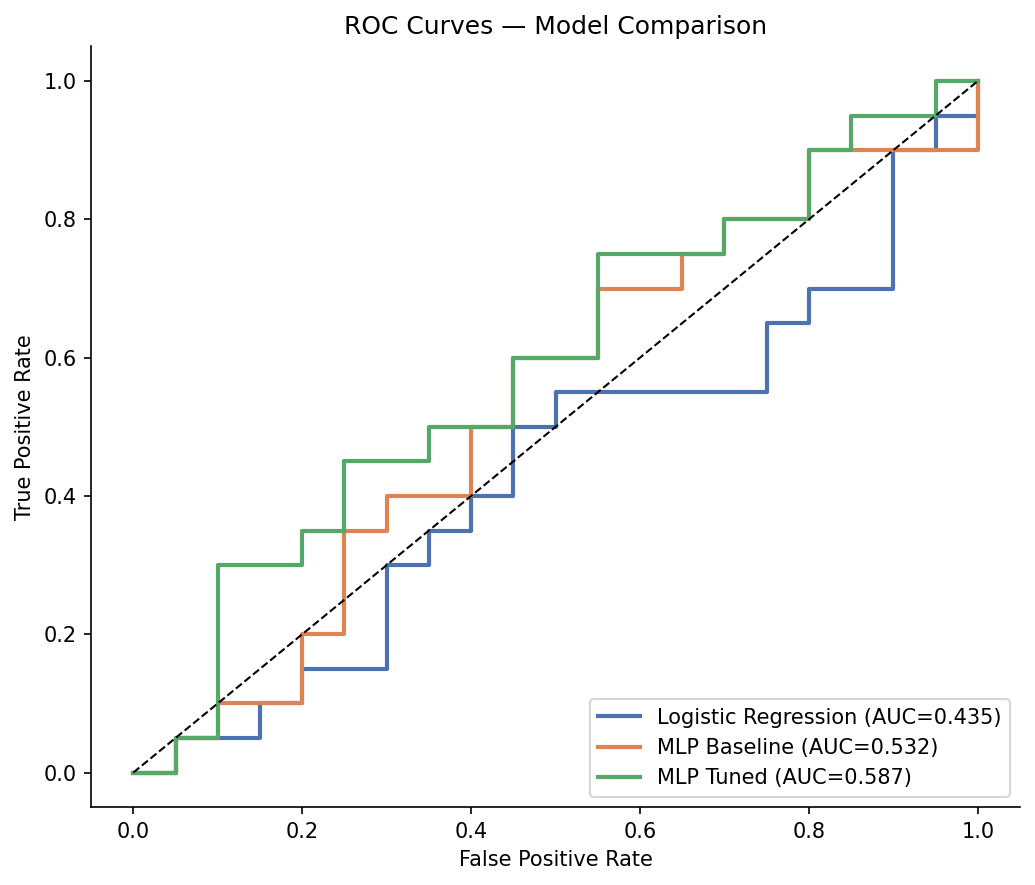 ROC Curves — Model Comparison
True Positive Rate
1.0
0.8
0.6
0.4
0.2
0.0
0.0 0.2 0.4 0.6 0.8 1.0
False Positive Rate
Logistic Regression (AUC=0.435)
MLP Baseline (AUC=0.532)
MLP Tuned (AUC=0.587)